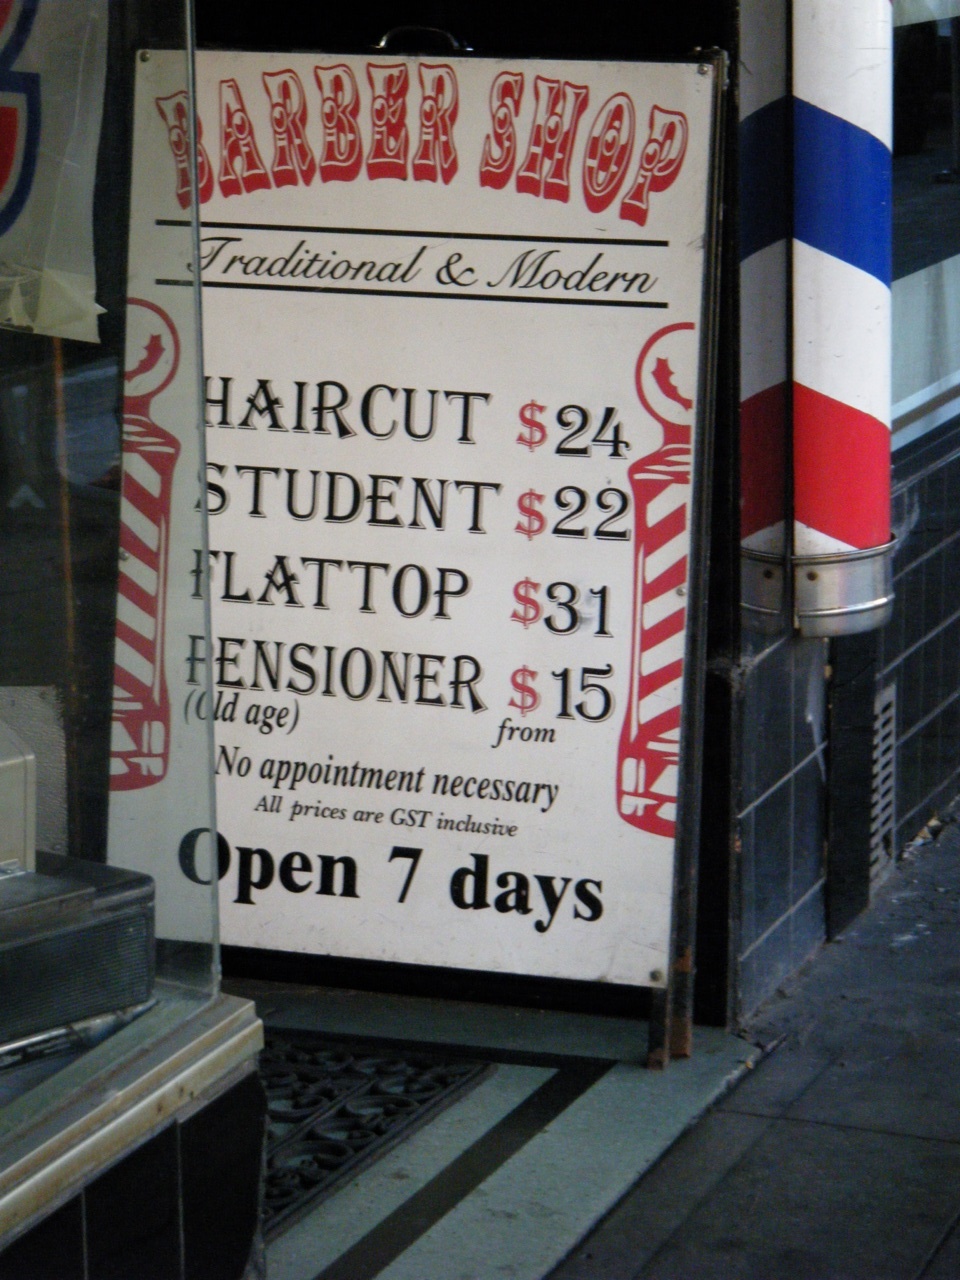 BARBER SHOP
Traditional & Modern
HAIRCUT $24
STUDENT $22
FLATTOP $31
PENSIONER $15
(Old age) from
No appointment necessary
All prices are GST inclusive
Open 7 days